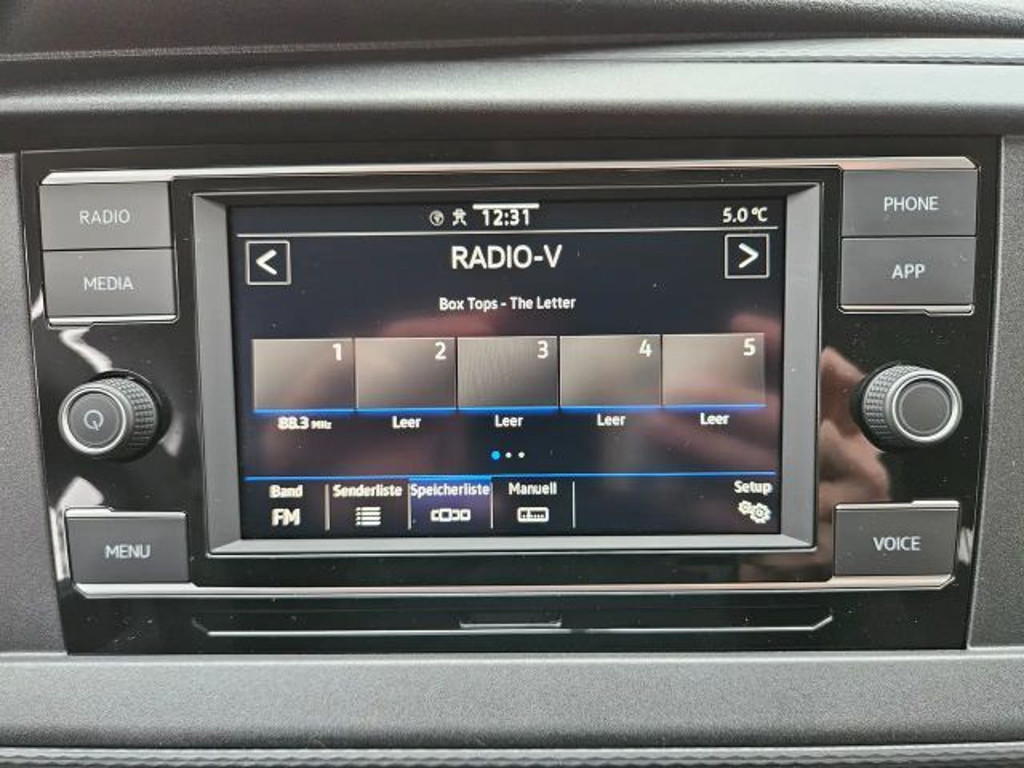 RADIO
MEDIA
MENU
12:31
5.0 °C
< RADIO-V >
Box Tops - The Letter
1 2 3 4 5
88.3 MHz Leer Leer Leer Leer
Band Senderliste Speicherliste Manuell Setup
FM
PHONE
APP
VOICE